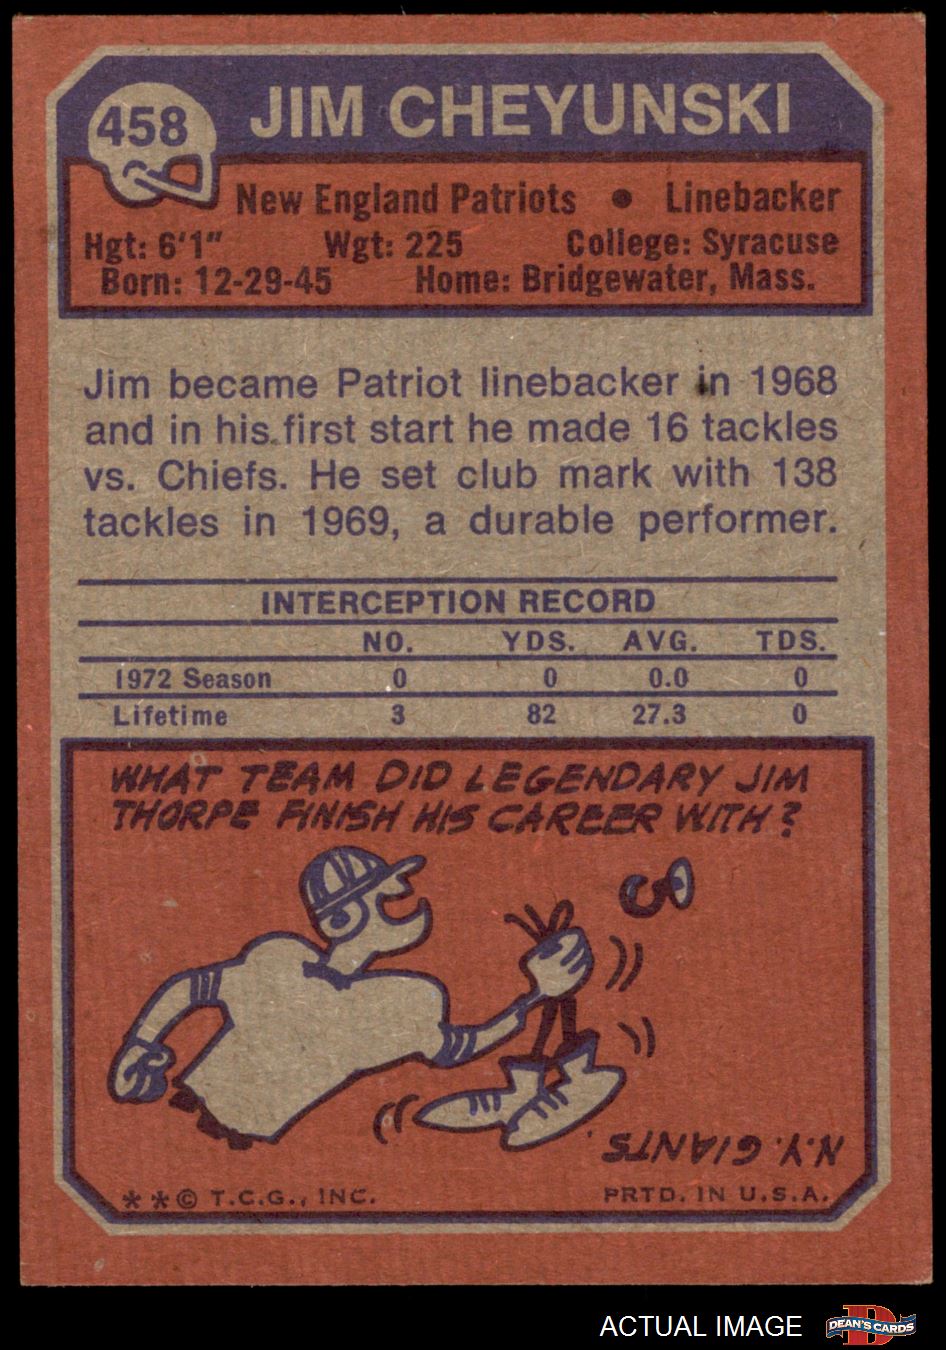 458
JIM CHEYUNSKI
New England Patriots • Linebacker
Hgt: 6'1" Wgt: 225 College: Syracuse
Born: 12-29-45 Home: Bridgewater, Mass.
Jim became Patriot linebacker in 1968
and in his first start he made 16 tackles
vs. Chiefs. He set club mark with 138
tackles in 1969, a durable performer.
INTERCEPTION RECORD
NO. YDS. AVG. TDS.
1972 Season 0 0 0.0 0
Lifetime 3 82 27.3 0
WHAT TEAM DID LEGENDARY JIM
THORPE FINISH HIS CAREER WITH?
N.Y. GIANTS.
**© T.C.G., INC. PRTD. IN U.S.A.
ACTUAL IMAGE
D
DEAN'S CARDS